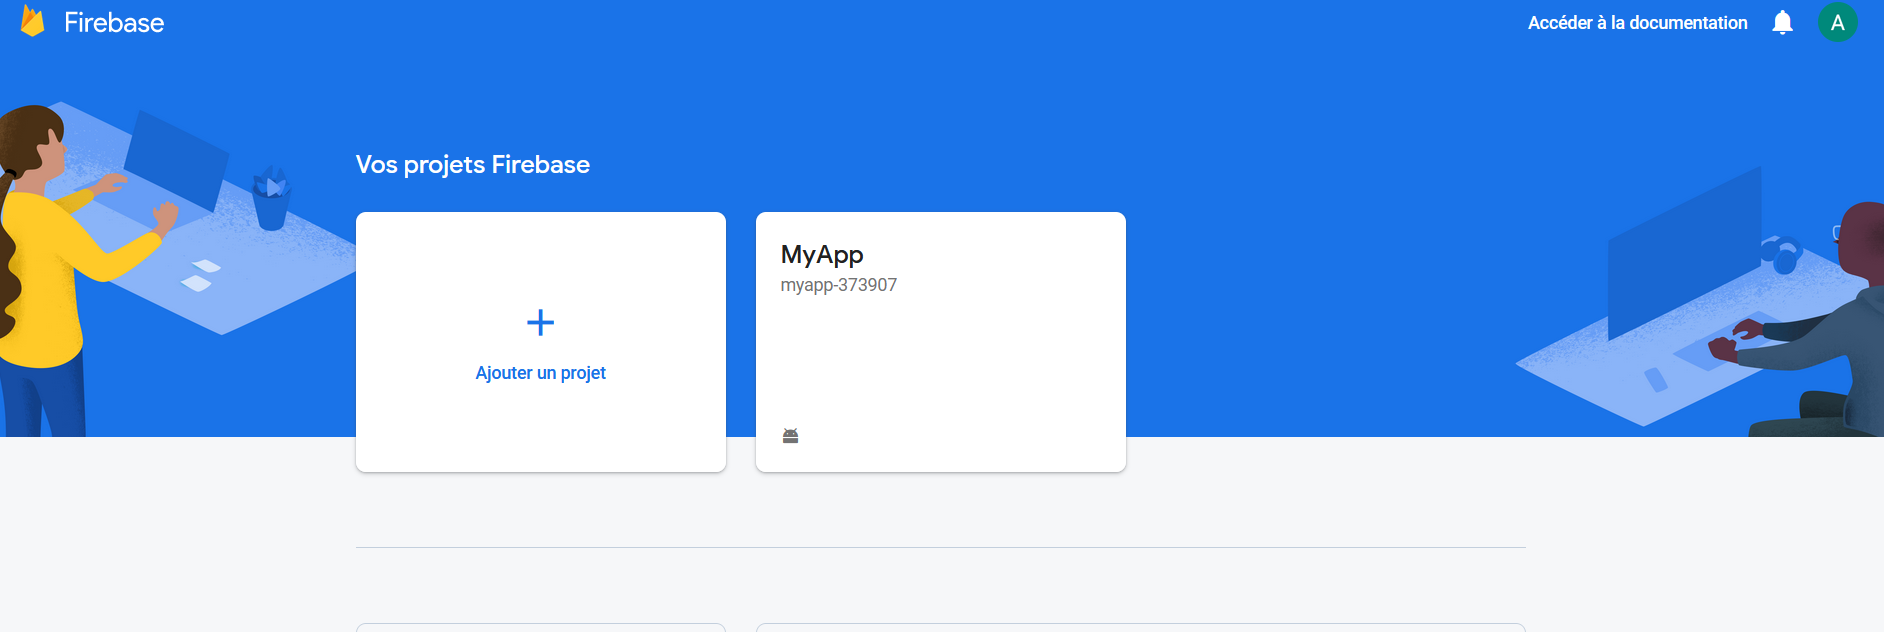 Firebase
Accéder à la documentation
A
Vos projets Firebase
Ajouter un projet
MyApp
myapp-373907